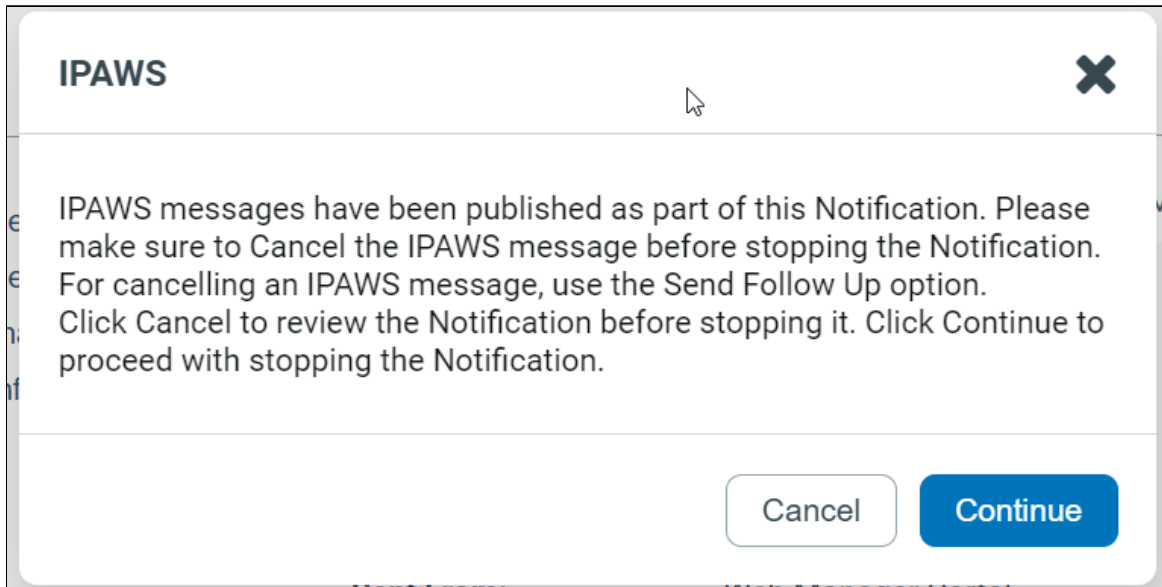 IPAWS
IPAWS messages have been published as part of this Notification. Please
make sure to Cancel the IPAWS message before stopping the Notification.
For cancelling an IPAWS message, use the Send Follow Up option.
Click Cancel to review the Notification before stopping it. Click Continue to
proceed with stopping the Notification.
Cancel Continue